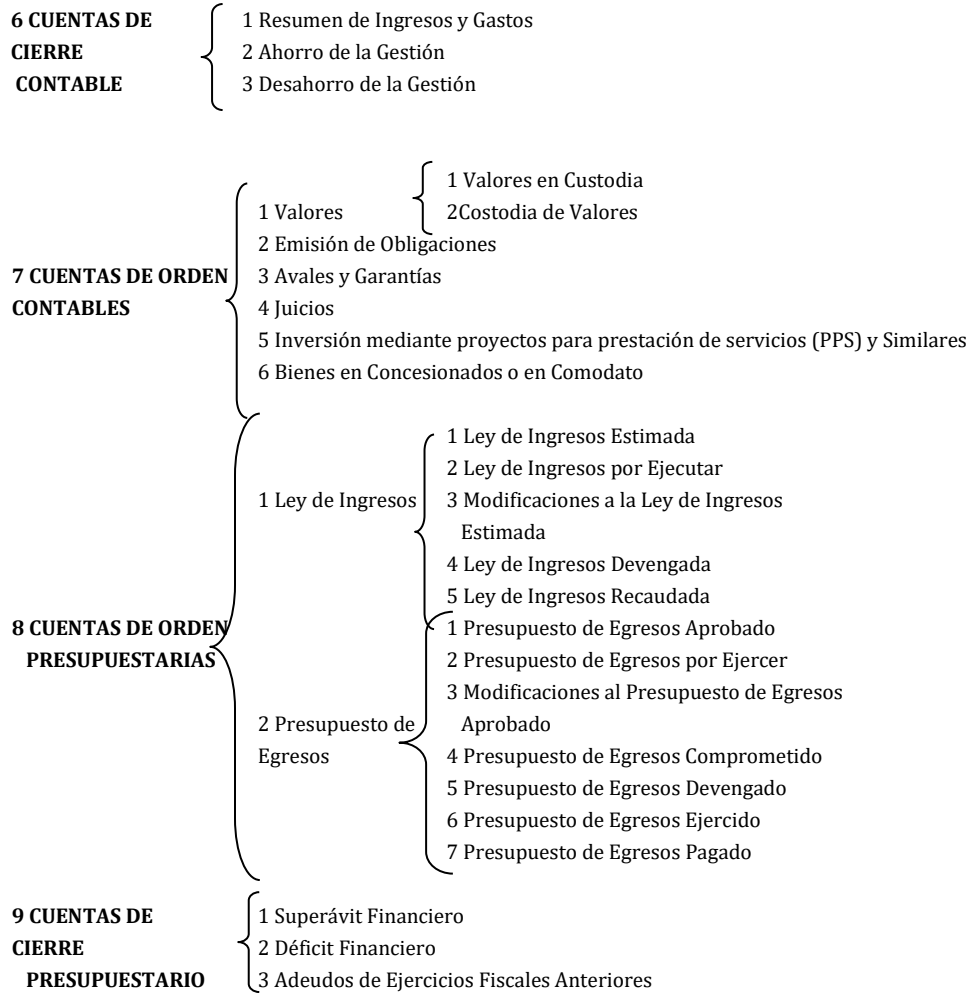 6 CUENTAS DE
CIERRE
CONTABLE
1 Resumen de Ingresos y Gastos
2 Ahorro de la Gestión
3 Desahorro de la Gestión
7 CUENTAS DE ORDEN
CONTABLES
1 Valores
1 Valores en Custodia
2Costodia de Valores
2 Emisión de Obligaciones
3 Avales y Garantías
4 Juicios
5 Inversión mediante proyectos para prestación de servicios (PPS) y Similares
6 Bienes en Concesionados o en Comodato
8 CUENTAS DE ORDEN
PRESUPUESTARIAS
1 Ley de Ingresos
1 Ley de Ingresos Estimada
2 Ley de Ingresos por Ejecutar
3 Modificaciones a la Ley de Ingresos
Estimada
4 Ley de Ingresos Devengada
5 Ley de Ingresos Recaudada
2 Presupuesto de
Egresos
1 Presupuesto de Egresos Aprobado
2 Presupuesto de Egresos por Ejercer
3 Modificaciones al Presupuesto de Egresos
Aprobado
4 Presupuesto de Egresos Comprometido
5 Presupuesto de Egresos Devengado
6 Presupuesto de Egresos Ejercido
7 Presupuesto de Egresos Pagado
9 CUENTAS DE
CIERRE
PRESUPUESTARIO
1 Superávit Financiero
2 Déficit Financiero
3 Adeudos de Ejercicios Fiscales Anteriores